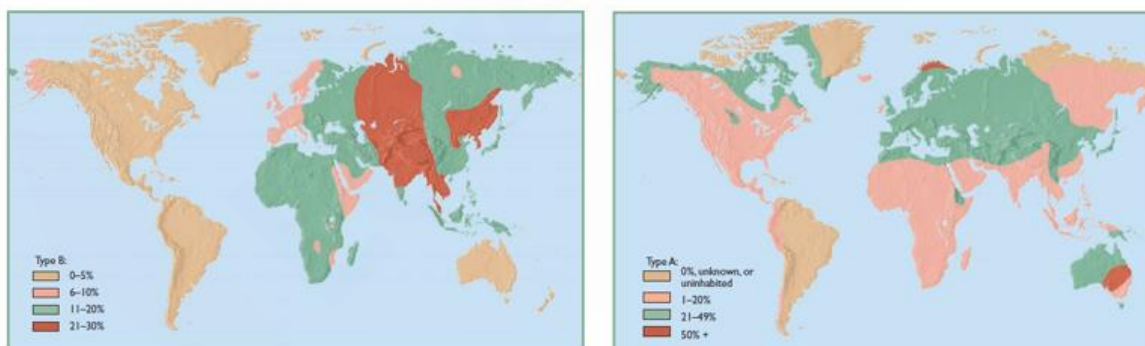 Type B:
0–5%
6–10%
11–20%
21–30%
Type A:
0%, unknown, or
uninhabited
1–20%
21–49%
50% +